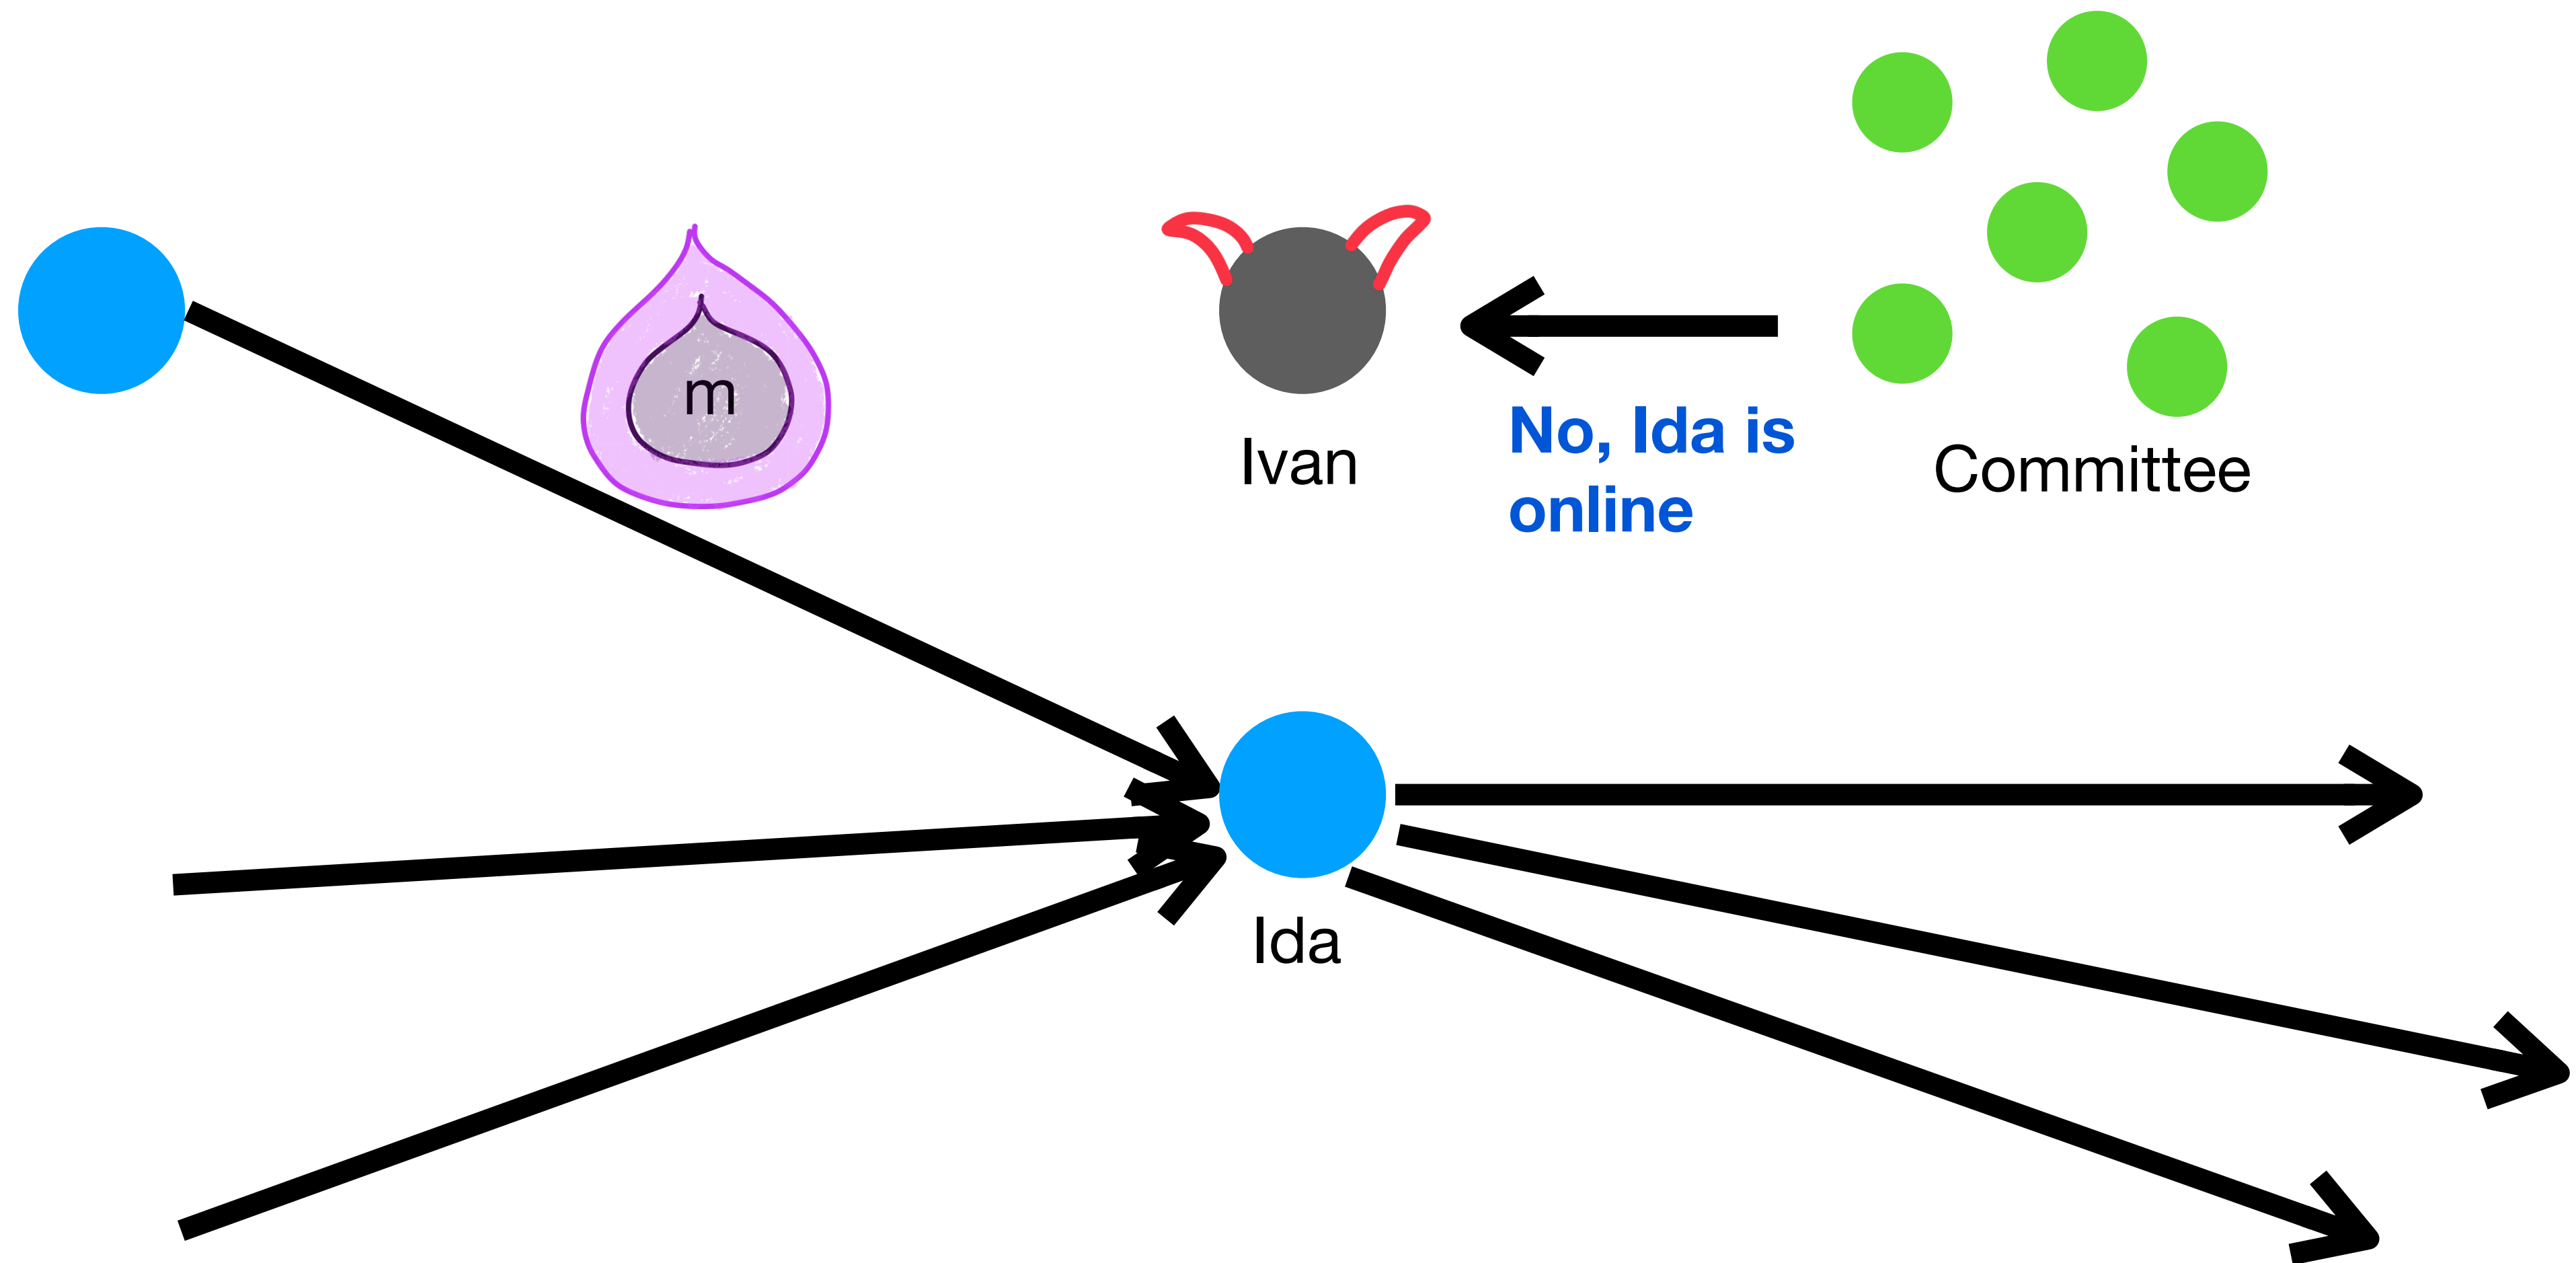 m
Ivan
No, Ida is
online
Committee
Ida